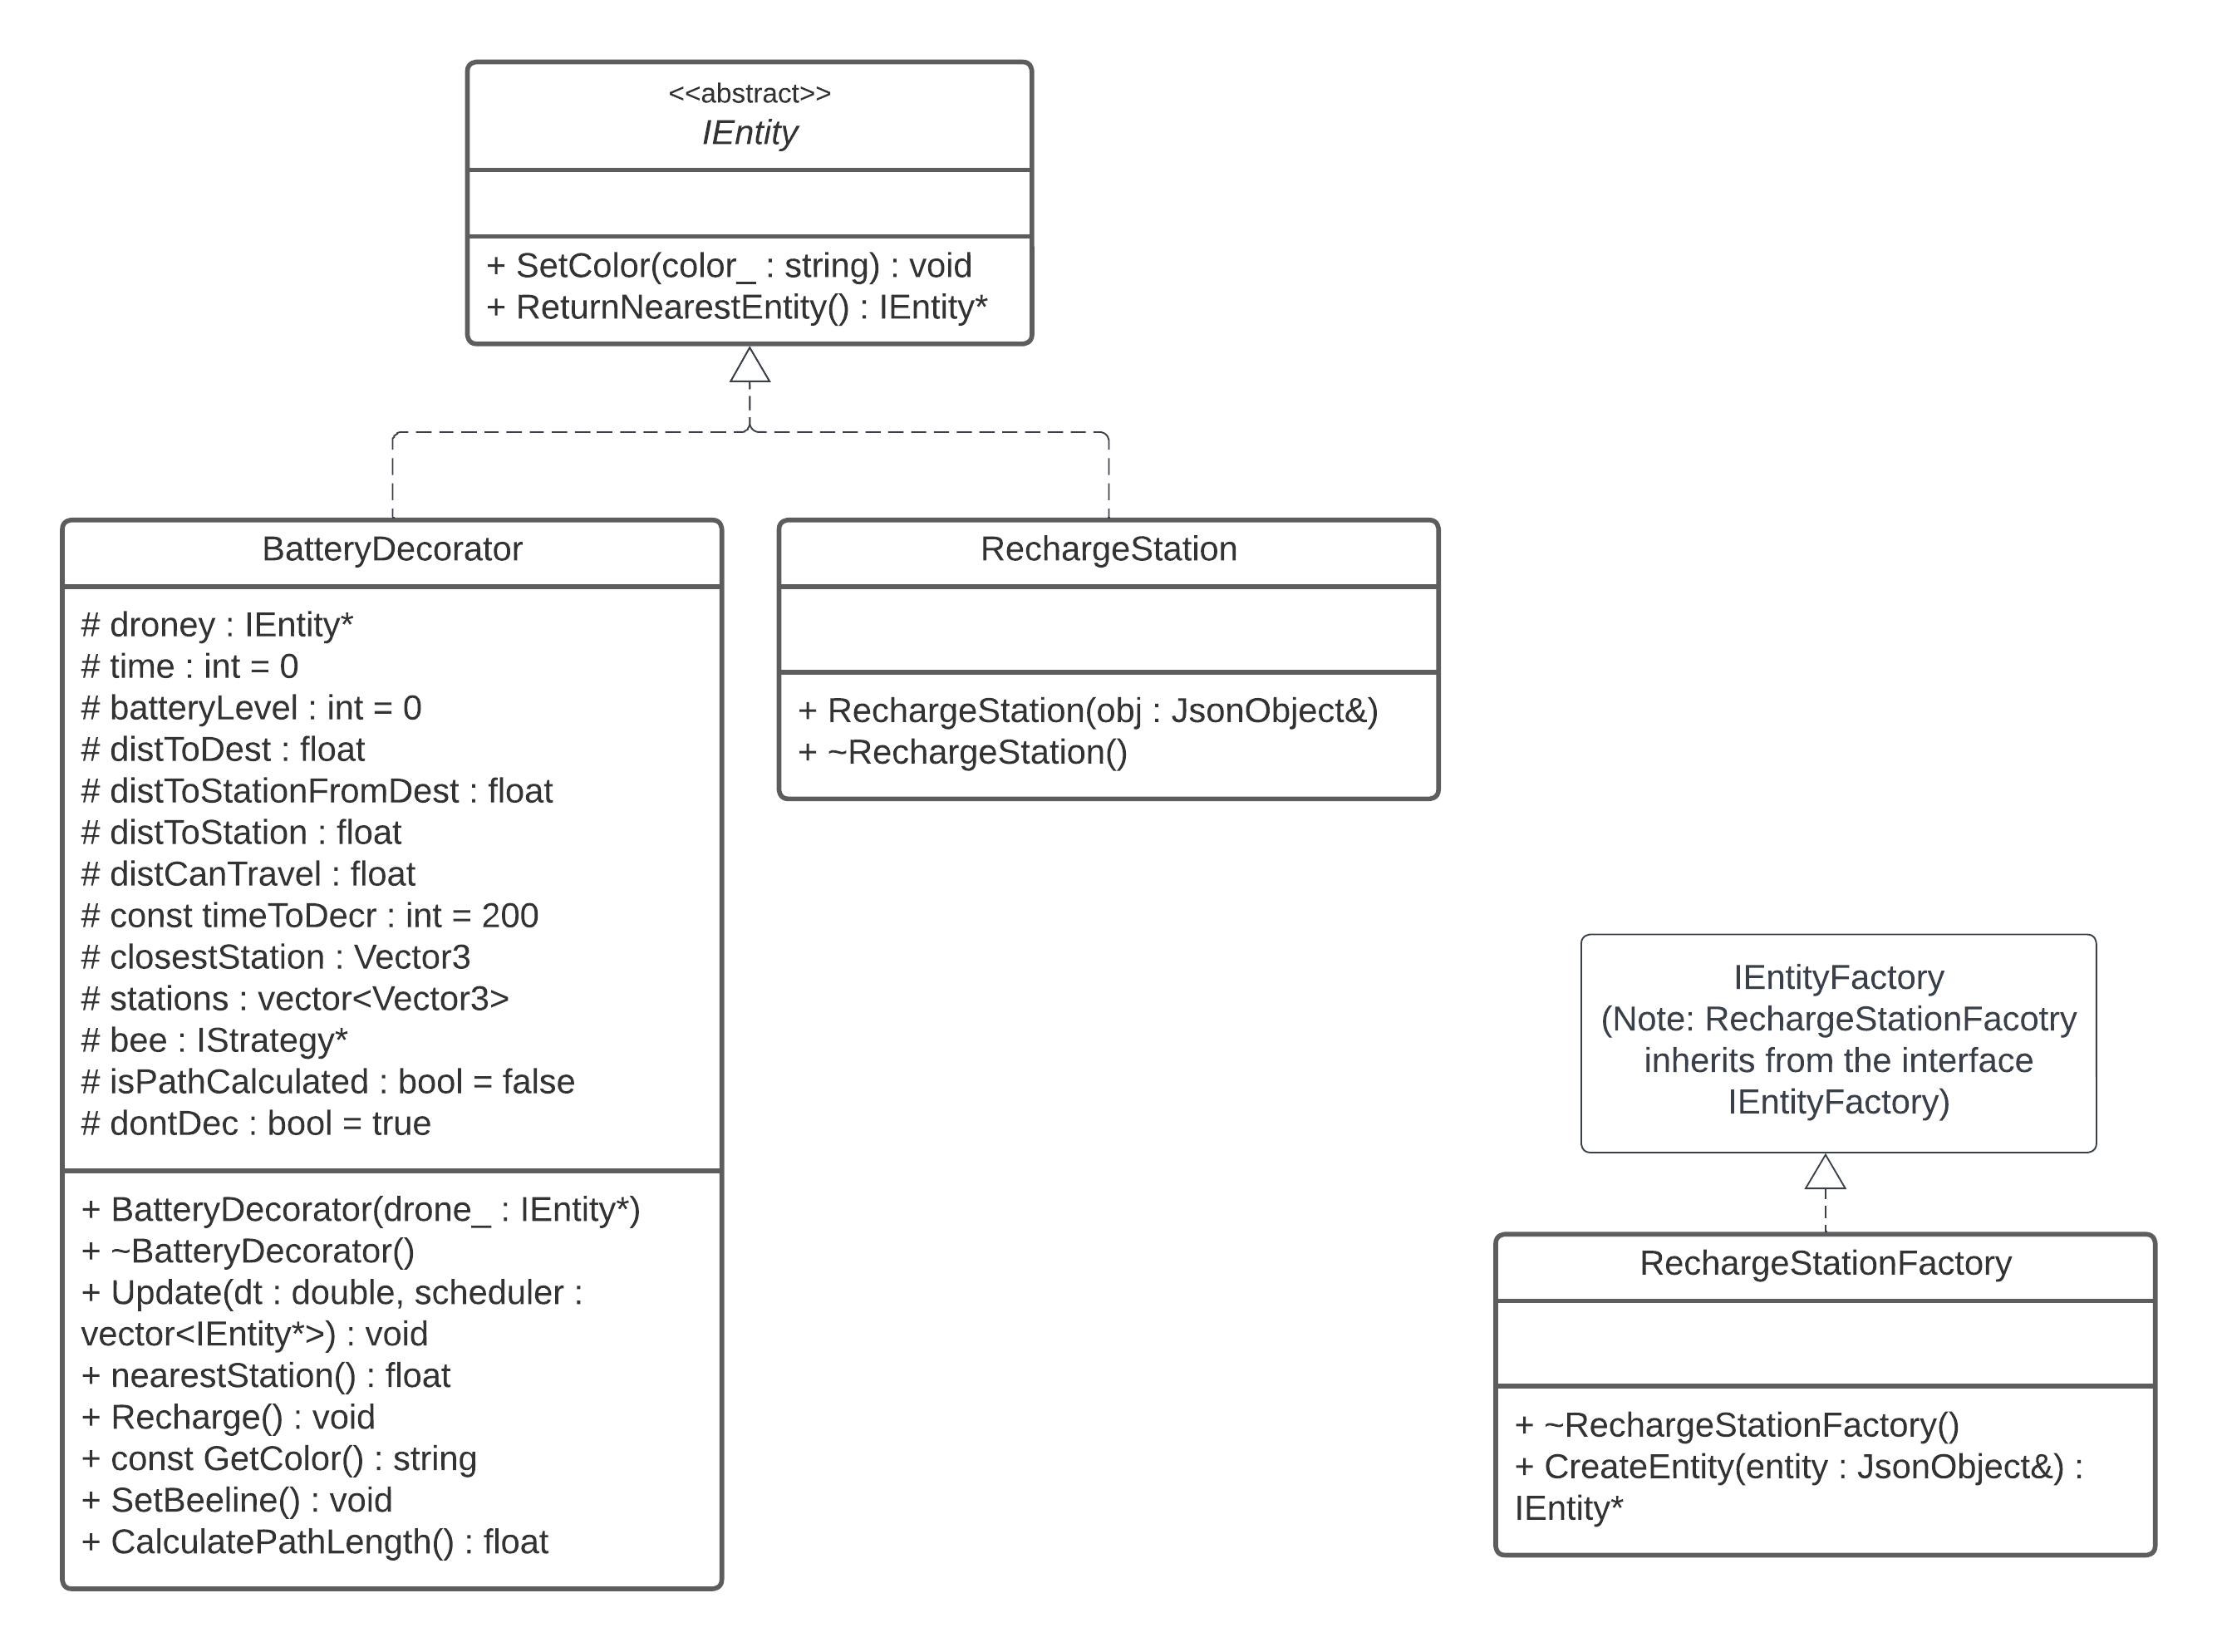 <<abstract>>
IEntity
+ SetColor(color_ : string) : void
+ ReturnNearestEntity() : IEntity*
BatteryDecorator
# droney : IEntity*
# time : int = 0
# batteryLevel : int = 0
# distToDest : float
# distToStationFromDest : float
# distToStation : float
# distCanTravel : float
# const timeToDecr : int = 200
# closestStation : Vector3
# stations : vector<Vector3>
# bee : IStrategy*
# isPathCalculated : bool = false
# dontDec : bool = true
+ BatteryDecorator(drone_ : IEntity*)
+ ~BatteryDecorator()
+ Update(dt : double, scheduler :
vector<IEntity*>) : void
+ nearestStation() : float
+ Recharge() : void
+ const GetColor() : string
+ SetBeeline() : void
+ CalculatePathLength() : float
RechargeStation
+ RechargeStation(obj : JsonObject&)
+ ~RechargeStation()
IEntityFactory
(Note: RechargeStationFacotry
inherits from the interface
IEntityFactory)
RechargeStationFactory
+ ~RechargeStationFactory()
+ CreateEntity(entity : JsonObject&) :
IEntity*